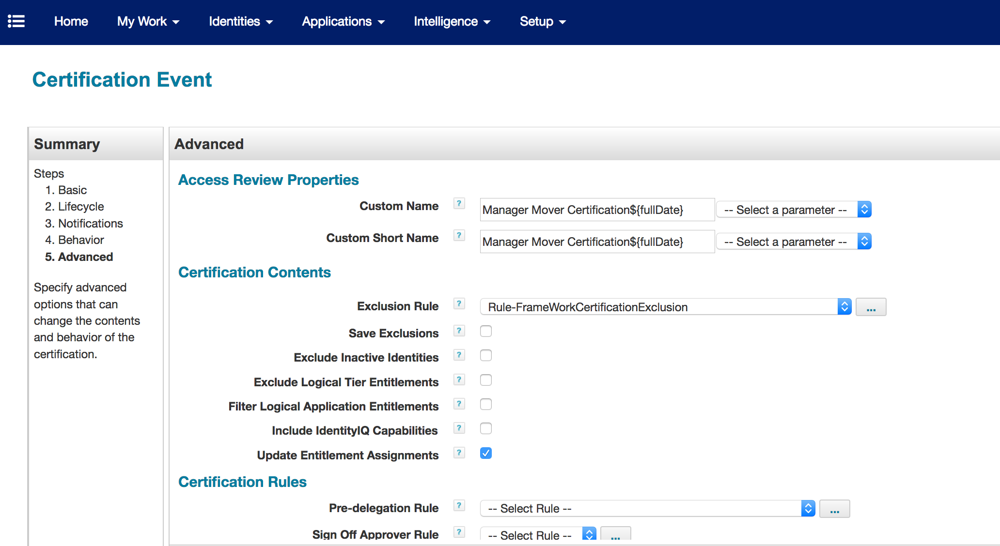 Home My Work Identities Applications Intelligence Setup
Certification Event
Summary
Steps
1. Basic
2. Lifecycle
3. Notifications
4. Behavior
5. Advanced
Specify advanced
options that can
change the contents
and behavior of the
certification.
Advanced
Access Review Properties
Custom Name ? Manager Mover Certification${fullDate} -- Select a parameter --
Custom Short Name ? Manager Mover Certification${fullDate} -- Select a parameter --
Certification Contents
Exclusion Rule ? Rule-FrameWorkCertificationExclusion ...
Save Exclusions ?
Exclude Inactive Identities ?
Exclude Logical Tier Entitlements ?
Filter Logical Application Entitlements ?
Include IdentityIQ Capabilities ?
Update Entitlement Assignments ?
Certification Rules
Pre-delegation Rule ? -- Select Rule -- ...
Sign Off Approver Rule ? -- Select Rule -- ...